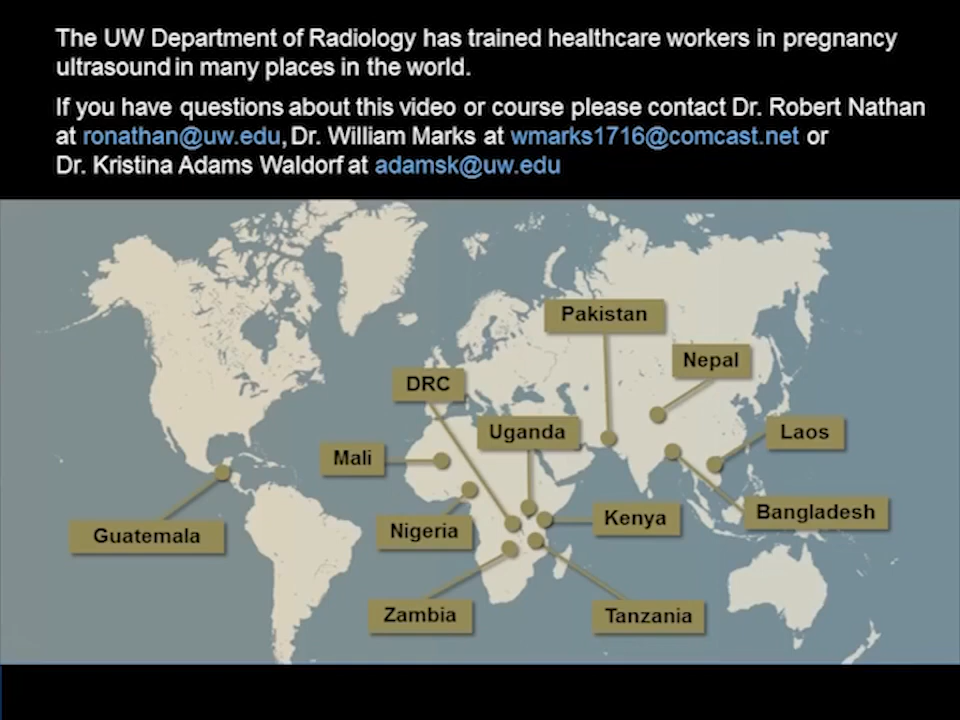 The UW Department of Radiology has trained healthcare workers in pregnancy
ultrasound in many places in the world.
If you have questions about this video or course please contact Dr. Robert Nathan
at ronathan@uw.edu, Dr. William Marks at wmarks1716@comcast.net or
Dr. Kristina Adams Waldorf at adamsk@uw.edu
Pakistan
Nepal
DRC
Uganda
Laos
Mali
Bangladesh
Kenya
Nigeria
Guatemala
Zambia
Tanzania